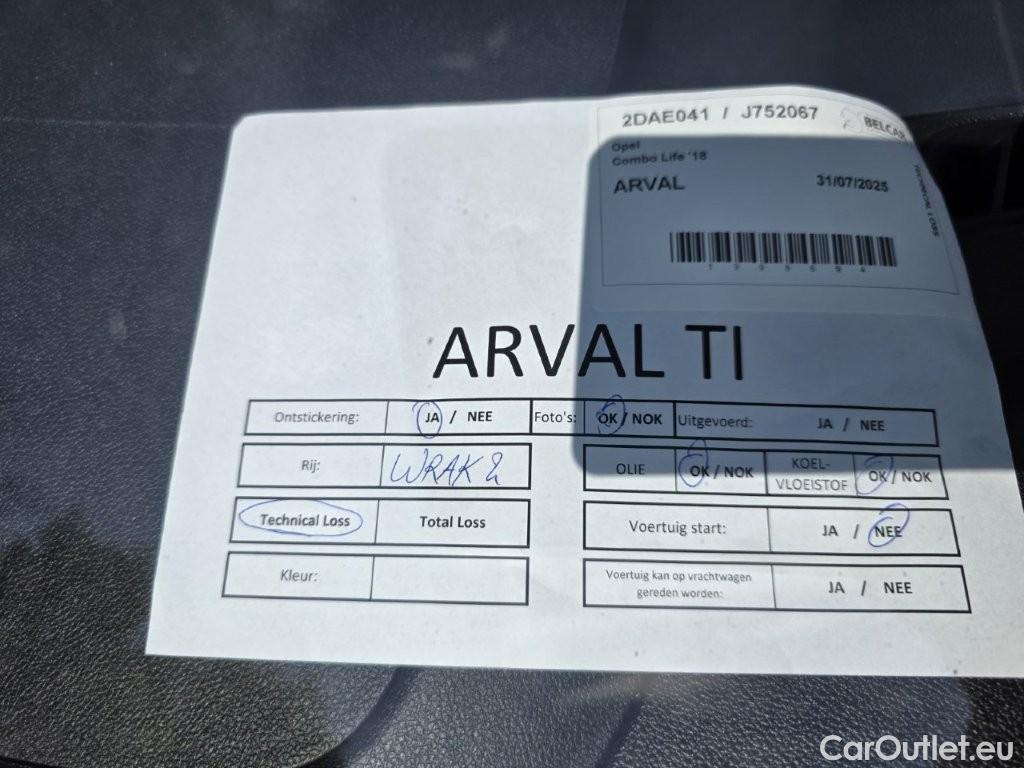 2DAE041 / J752067
BELCAR
Opel
Combo Life '18
ARVAL 31/07/2025
TECHNICAL LOSS
ARVAL TI
Ontstickering: JA / NEE Foto's: OK / NOK Uitgevoerd: JA / NEE
Rij: WRAK 2 OLIE OK / NOK KOEL-VLOEISTOF OK / NOK
Technical Loss Total Loss Voertuig start: JA / NEE
Kleur: Voertuig kan op vrachtwagen gereden worden: JA / NEE
CarOutlet.eu